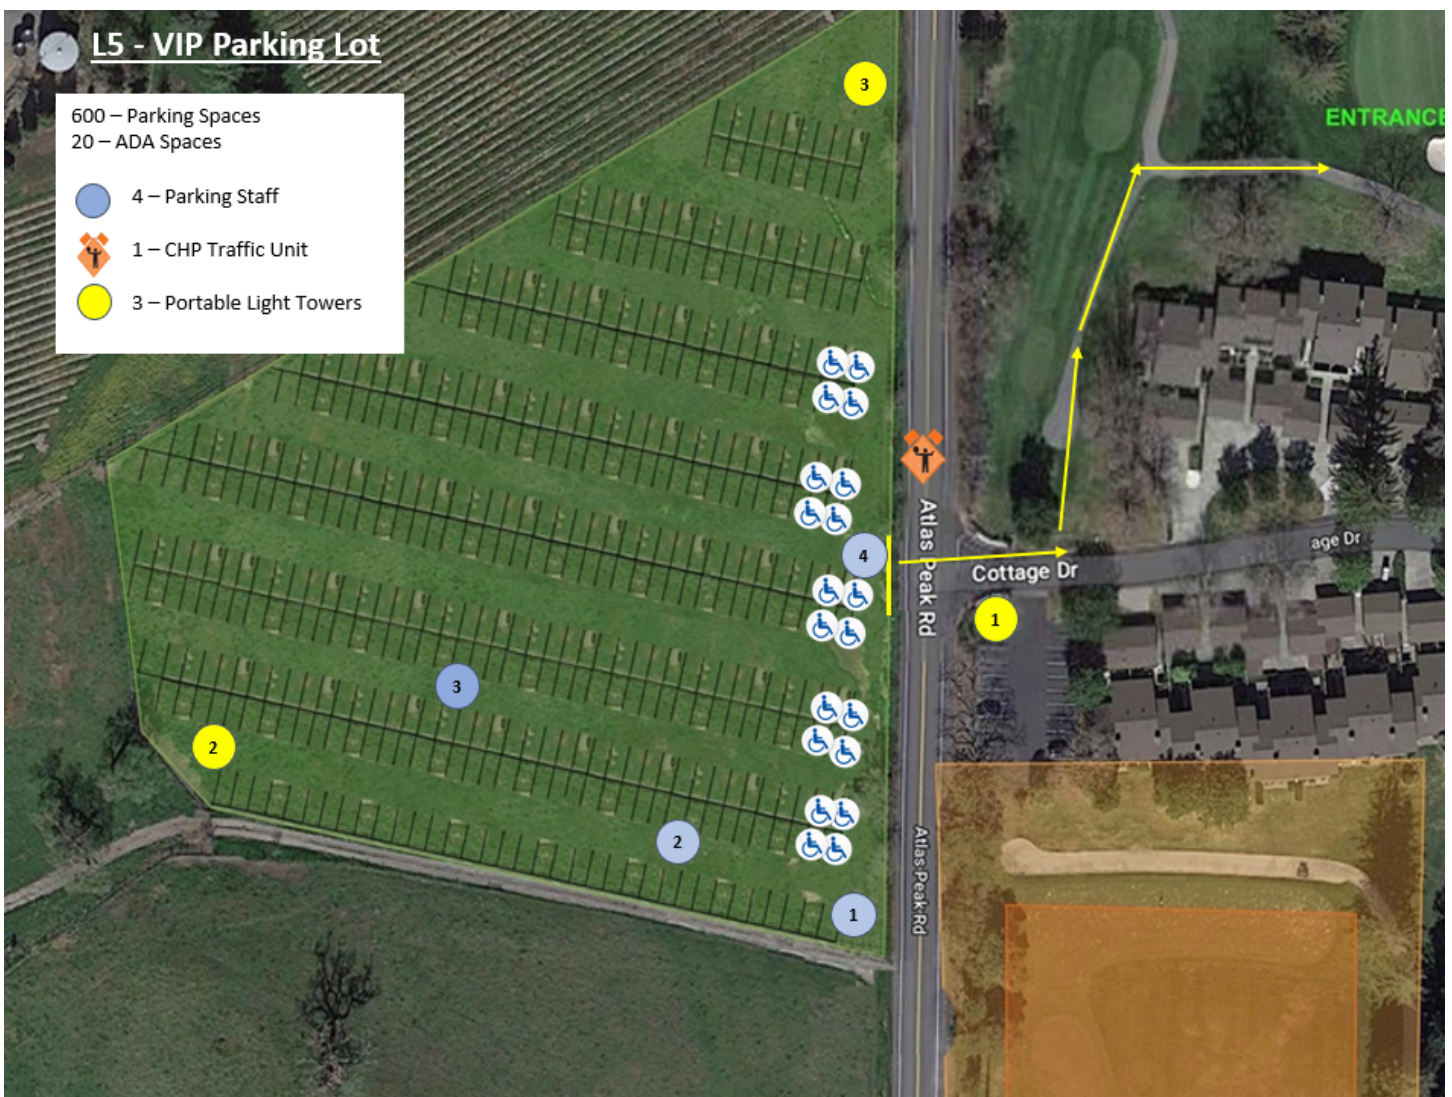 L5 - VIP Parking Lot
600 – Parking Spaces
20 – ADA Spaces
4 – Parking Staff
1 – CHP Traffic Unit
3 – Portable Light Towers
3
ENTRANCE
4
Atlas Peak Rd
age Dr
Cottage Dr
1
3
2
2
Atlas Peak Rd
1